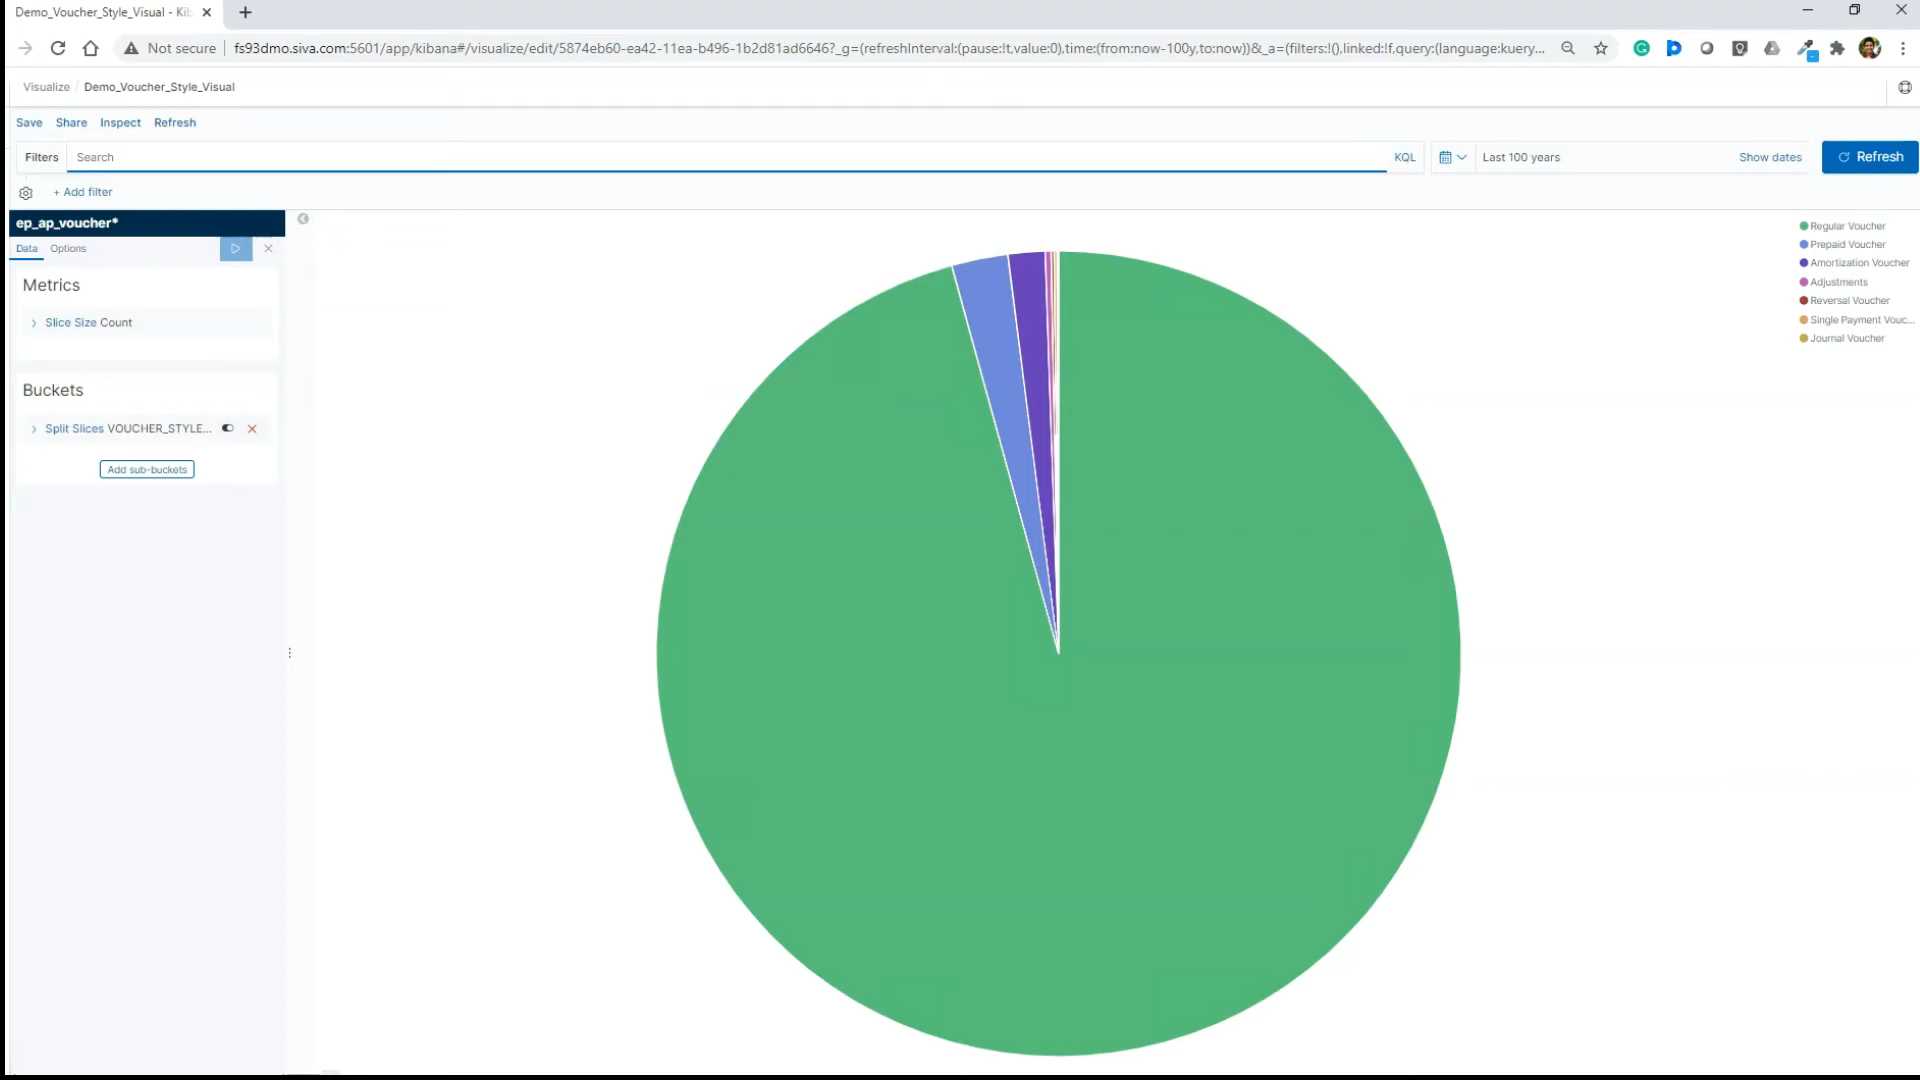 Demo_Voucher_Style_Visual - Kib
Not secure
fs93dmo.siva.com:5601/app/kibana#/visualize/edit/5874eb60-ea42-11ea-b496-1b2d81ad6646?_g=(refreshInterval:(pause:!t,value:0),time:(from:now-100y,to:now))&_a=(filters:!(),linked:!f,query:(language:kuery...
Visualize / Demo_Voucher_Style_Visual
Save Share Inspect Refresh
Filters Search KQL Last 100 years Show dates Refresh
+ Add filter
ep_ap_voucher*
Data Options
Metrics
Slice Size Count
Buckets
Split Slices VOUCHER_STYLE...
Add sub-buckets
Regular Voucher
Prepaid Voucher
Amortization Voucher
Adjustments
Reversal Voucher
Single Payment Vouc...
Journal Voucher